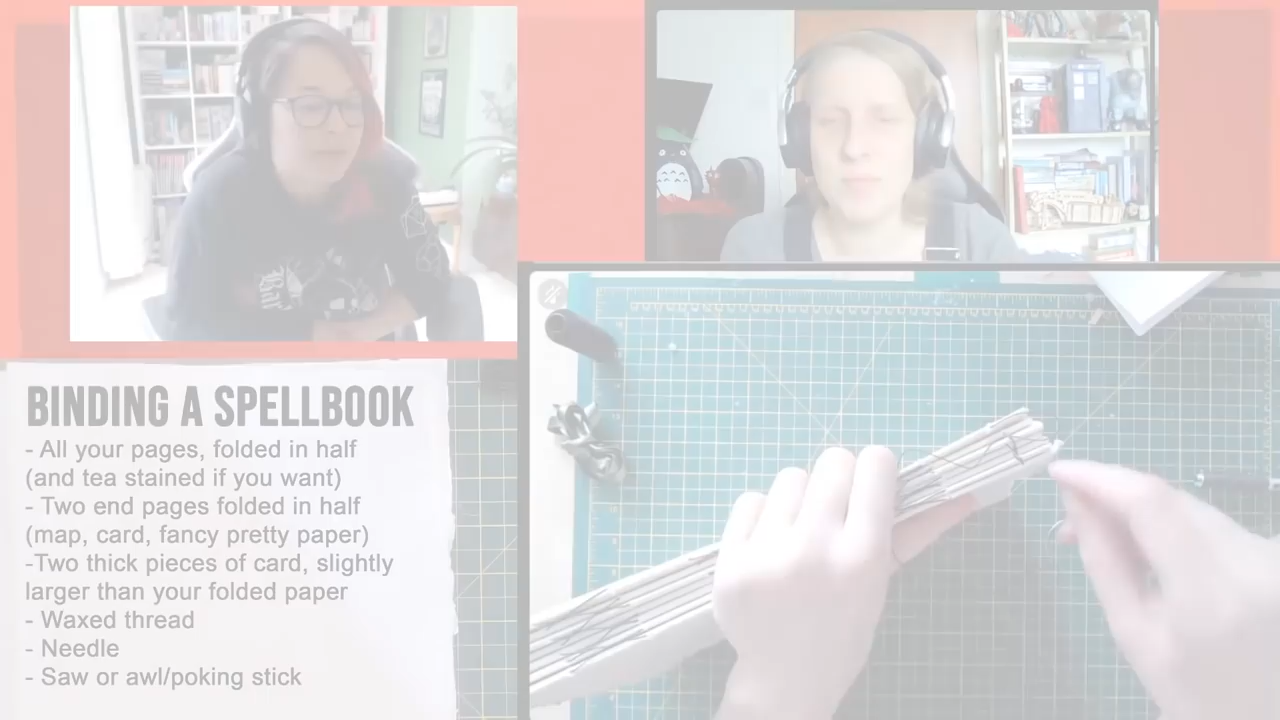 BINDING A SPELLBOOK
- All your pages, folded in half
(and tea stained if you want)
- Two end pages folded in half
(map, card, fancy pretty paper)
-Two thick pieces of card, slightly
larger than your folded paper
- Waxed thread
- Needle
- Saw or awl/poking stick